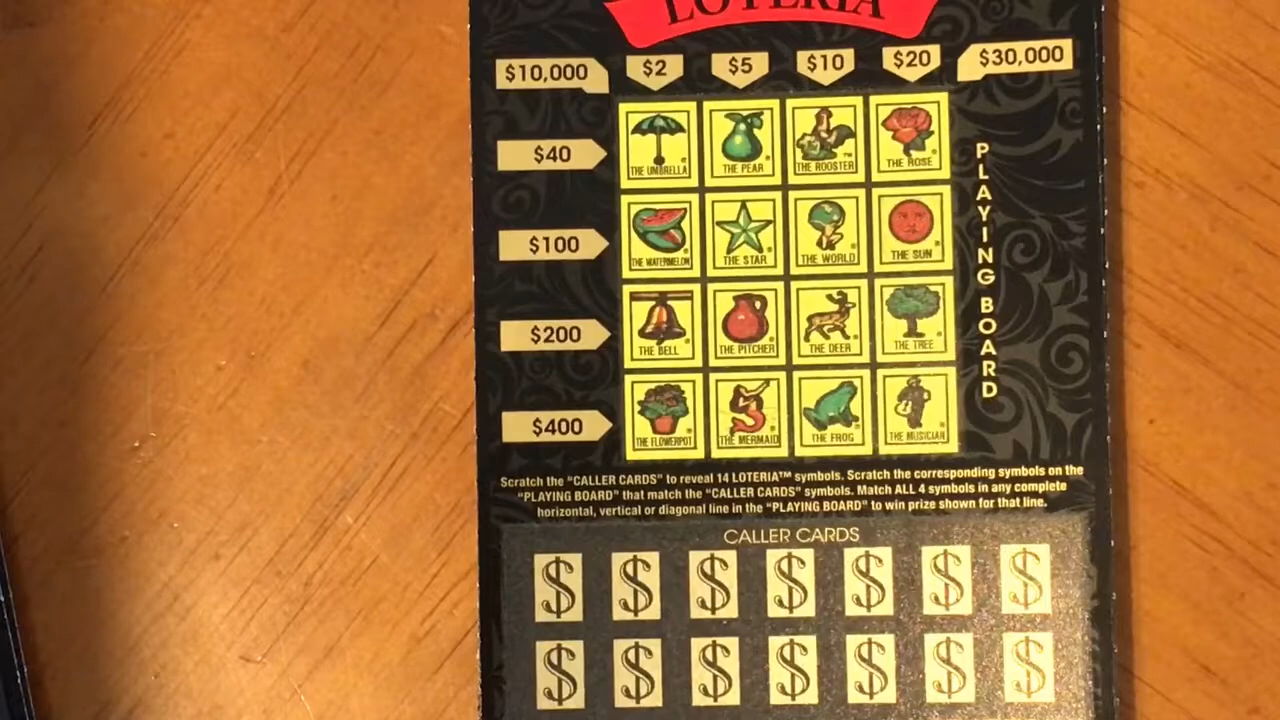 LOTERIA
$10,000 $2 $5 $10 $20 $30,000
$40
THE UMBRELLA THE PEAR THE ROOSTER™ THE ROSE
$100
THE WATERMELON THE STAR THE WORLD THE SUN
$200
THE BELL THE PITCHER THE DEER THE TREE
$400
THE FLOWERPOT THE MERMAID THE FROG THE MUSICIAN
PLAYING BOARD
Scratch the "CALLER CARDS" to reveal 14 LOTERIA™ symbols. Scratch the corresponding symbols on the
"PLAYING BOARD" that match the "CALLER CARDS" symbols. Match ALL 4 symbols in any complete
horizontal, vertical or diagonal line in the "PLAYING BOARD" to win prize shown for that line.
CALLER CARDS
$ $ $ $ $ $ $
$ $ $ $ $ $ $